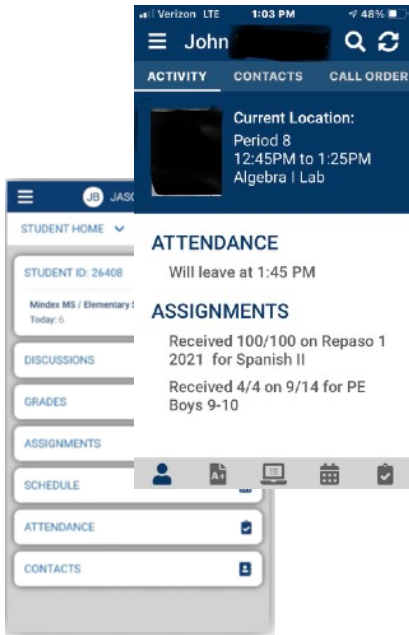 Verizon LTE 1:03 PM 48%
John
ACTIVITY CONTACTS CALL ORDER
Current Location:
Period 8
12:45PM to 1:25PM
Algebra I Lab
ATTENDANCE
Will leave at 1:45 PM
ASSIGNMENTS
Received 100/100 on Repaso 1
2021 for Spanish II
Received 4/4 on 9/14 for PE
Boys 9-10
A+
JB
STUDENT HOME
STUDENT ID: 26408
Mindex MS / Elementary
Today: 6
DISCUSSIONS
GRADES
ASSIGNMENTS
SCHEDULE
ATTENDANCE
CONTACTS